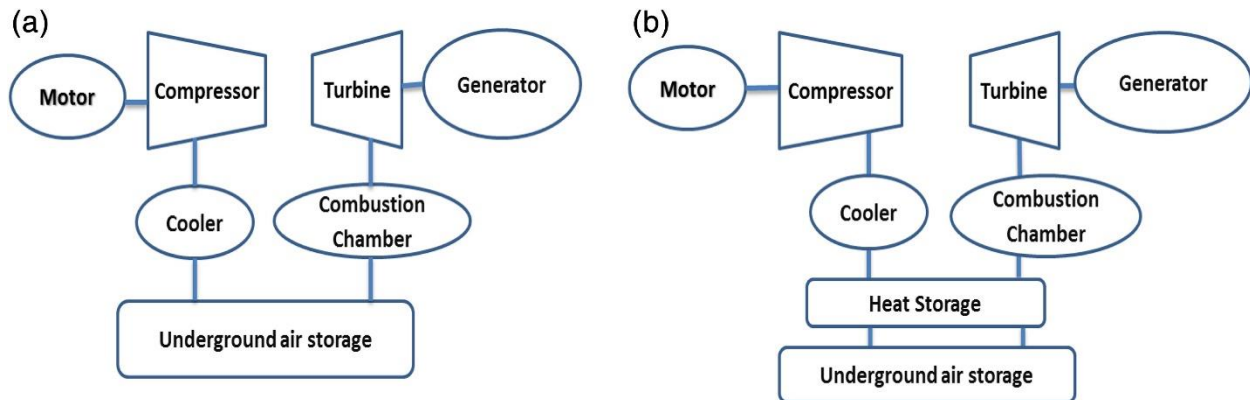 (a)
Motor
Compressor
Turbine
Generator
Cooler
Combustion
Chamber
Underground air storage
(b)
Motor
Compressor
Turbine
Generator
Cooler
Combustion
Chamber
Heat Storage
Underground air storage